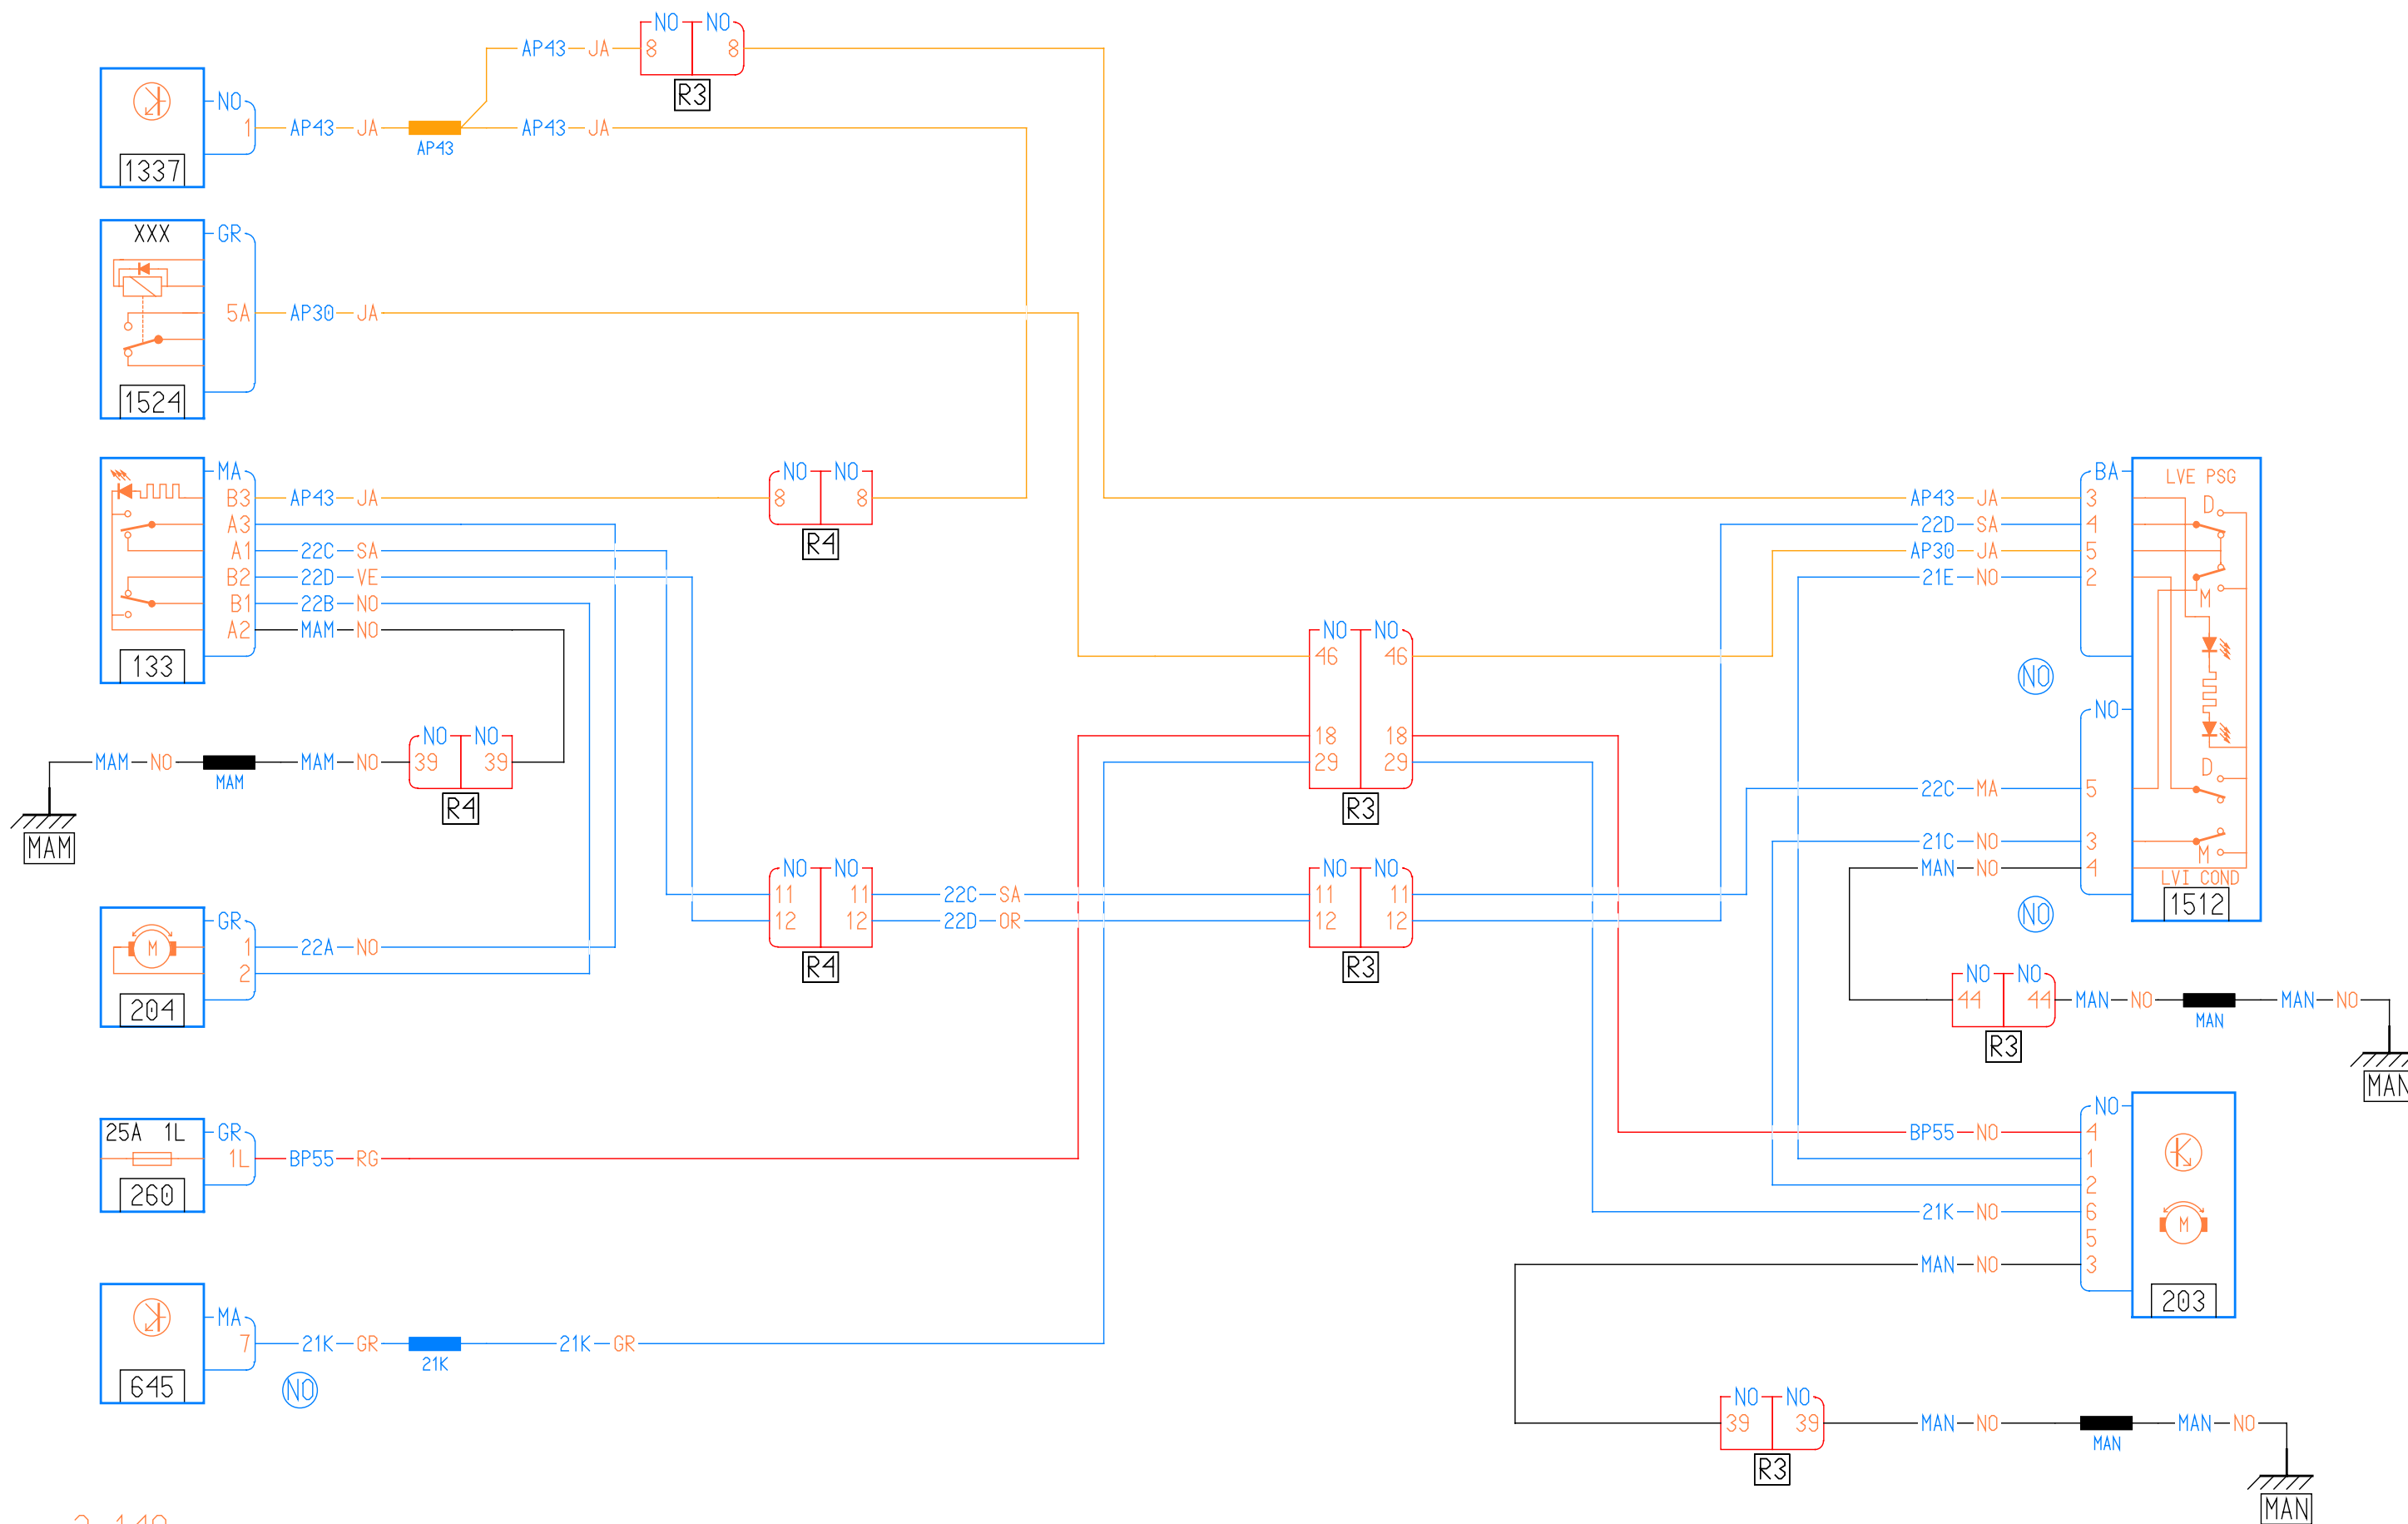 NO NO
AP43 JA 8 8
R3
NO
1 AP43 JA AP43 JA
AP43
1337
XXX GR
5A AP30 JA
1524
MA NO NO BA LVE PSG
B3 AP43 JA 8 8 AP43 JA 3 D
A3 22D SA 4
A1 22C SA R4 AP30 JA 5
B2 22D VE 21E NO 2
B1 22B NO M
A2 MAM NO NO NO
133 46 46
NO
NO
NO NO 18 18
MAM NO MAM NO 39 39 29 29 D
MAM
R4 R3 22C MA 5
MAM
21C NO 3 M
NO NO NO NO MAN NO 4
LVI COND
11 11 22C SA 11 11 1512
GR 12 12 22D OR 12 12 NO
1 22A NO R4 R3
M
2 NO NO
204 44 44 MAN NO MAN NO
MAN
R3
MAN
25A 1L GR NO
1L BP55 RG BP55 NO 4
1
260 2
21K NO 6
M
5
MAN NO 3
203
MA
7 21K GR 21K GR
21K
645 NO
NO NO
39 39 MAN NO MAN NO
MAN
R3
MAN